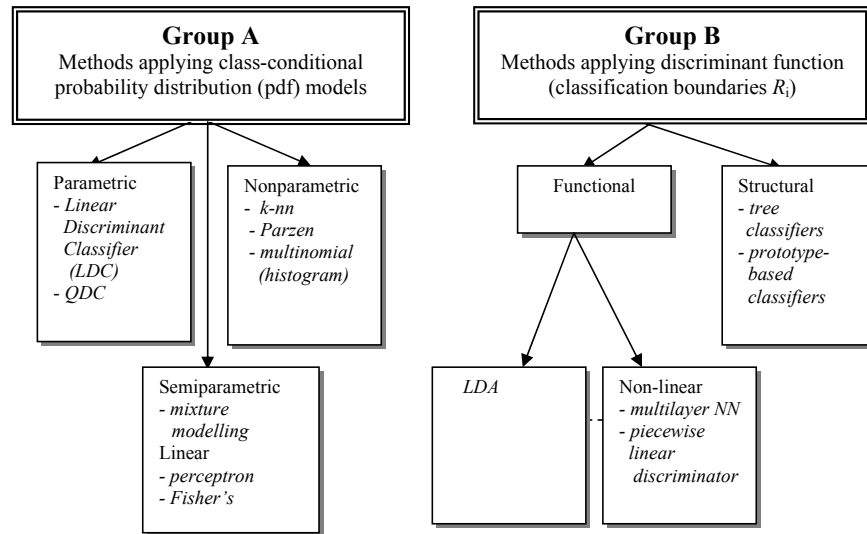 Group A
Methods applying class-conditional
probability distribution (pdf) models
Group B
Methods applying discriminant function
(classification boundaries Ri)
Parametric
- Linear
Discriminant
Classifier
(LDC)
- QDC
Nonparametric
- k-nn
- Parzen
- multinomial
(histogram)
Functional
Structural
- tree
classifiers
- prototype-
based
classifiers
Semiparametric
- mixture
modelling
Linear
- perceptron
- Fisher's
LDA
Non-linear
- multilayer NN
- piecewise
linear
discriminator